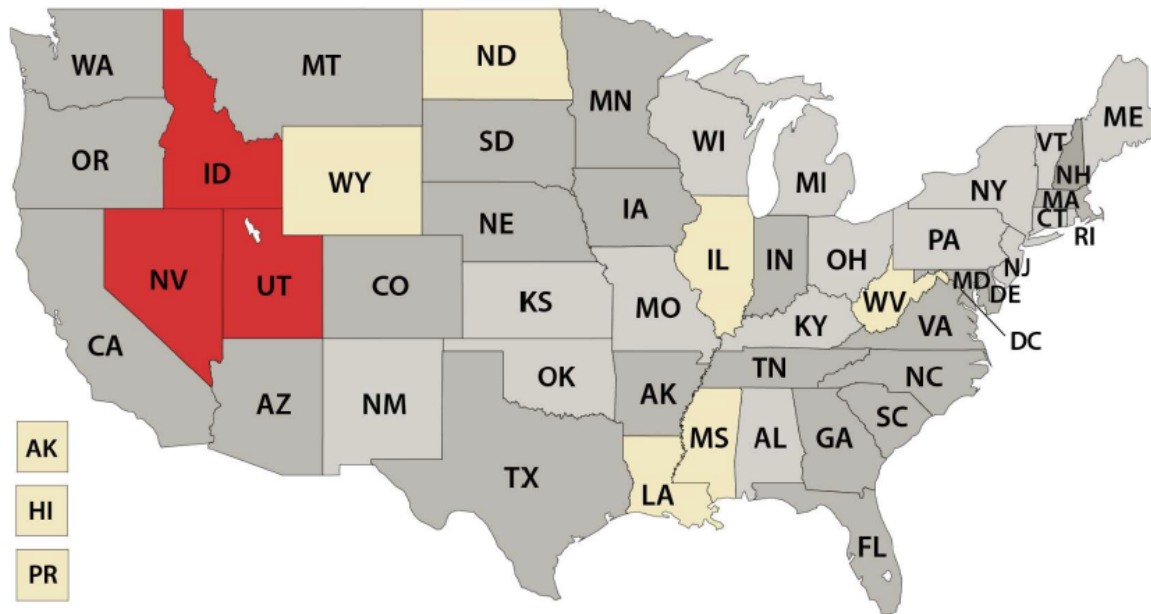 WA
MT
ND
MN
ME
OR
ID
SD
WI
VT
NH
WY
MI
NY
MA
CT
RI
NE
IA
PA
NV
UT
CO
IL
IN
OH
NJ
MD
DE
WV
KS
MO
KY
VA
DC
CA
TN
NC
AZ
NM
OK
AK
SC
MS
AL
GA
AK
TX
LA
HI
FL
PR